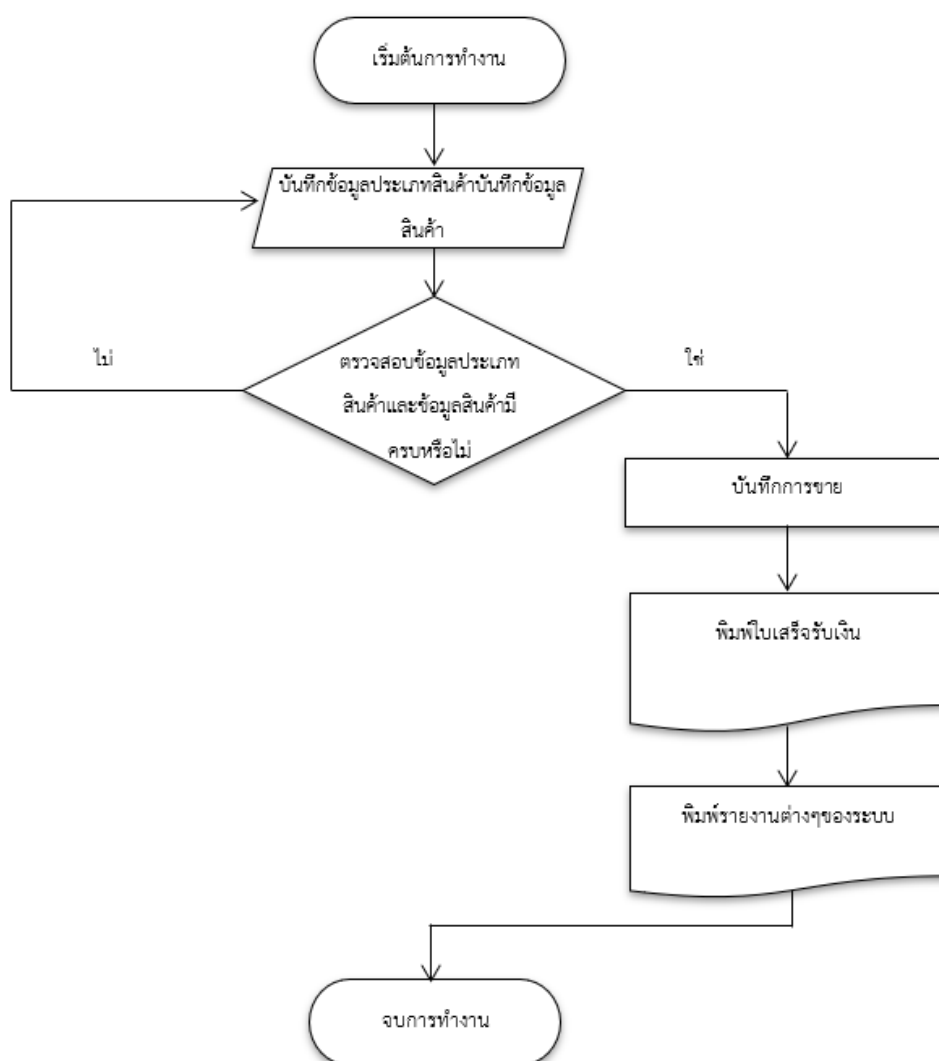 เริ่มต้นการทำงาน
บันทึกข้อมูลประเภทสินค้าบันทึกข้อมูล
สินค้า
ไม่
ตรวจสอบข้อมูลประเภท
สินค้าและข้อมูลสินค้ามี
ครบหรือไม่
ใช่
บันทึกการขาย
พิมพ์ใบเสร็จรับเงิน
พิมพ์รายงานต่างๆของระบบ
จบการทำงาน